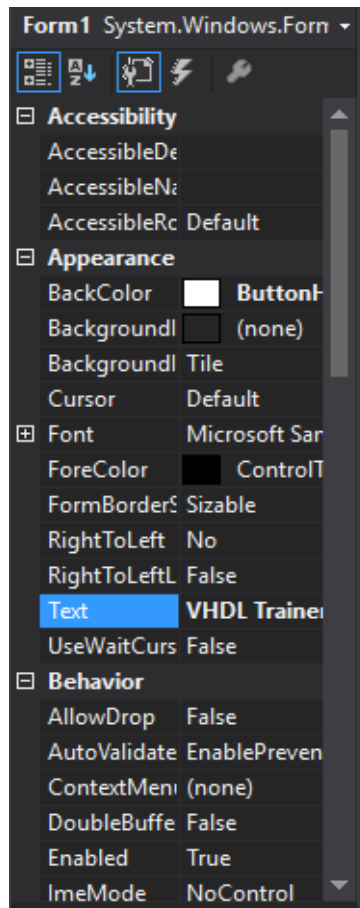 Form1 System.Windows.Form
Accessibility
AccessibleDe
AccessibleNa
AccessibleRc Default
Appearance
BackColor ButtonH
BackgroundI (none)
BackgroundI Tile
Cursor Default
Font Microsoft San
ForeColor ControlT
FormBorderS Sizable
RightToLeft No
RightToLeftL False
Text VHDL Trainer
UseWaitCurs False
Behavior
AllowDrop False
AutoValidate EnablePreven
ContextMenu (none)
DoubleBuffe False
Enabled True
ImeMode NoControl